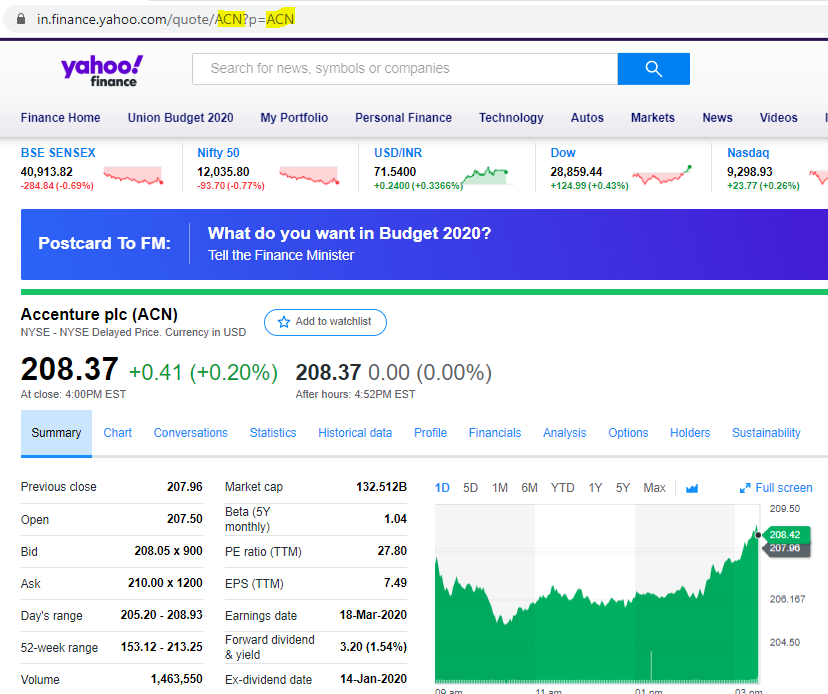 in.finance.yahoo.com/quote/ACN?p=ACN
yahoo!
finance
Search for news, symbols or companies
Finance Home Union Budget 2020 My Portfolio Personal Finance Technology Autos Markets News Videos
BSE SENSEX Nifty 50 USD/INR Dow Nasdaq
40,913.82 12,035.80 71.5400 28,859.44 9,298.93
-284.84 (-0.69%) -93.70 (-0.77%) +0.2400 (+0.3366%) +124.99 (+0.43%) +23.77 (+0.26%)
Postcard To FM: What do you want in Budget 2020?
Tell the Finance Minister
Accenture plc (ACN)
NYSE - NYSE Delayed Price. Currency in USD
Add to watchlist
208.37 +0.41 (+0.20%) 208.37 0.00 (0.00%)
At close: 4:00PM EST After hours: 4:52PM EST
Summary Chart Conversations Statistics Historical data Profile Financials Analysis Options Holders Sustainability
Previous close 207.96
Open 207.50
Bid 208.05 x 900
Ask 210.00 x 1200
Day's range 205.20 - 208.93
52-week range 153.12 - 213.25
Volume 1,463,550
Market cap 132.512B
Beta (5Y
monthly) 1.04
PE ratio (TTM) 27.80
EPS (TTM) 7.49
Earnings date 18-Mar-2020
Forward dividend
& yield 3.20 (1.54%)
Ex-dividend date 14-Jan-2020
1D 5D 1M 6M YTD 1Y 5Y Max Full screen
209.50
208.42
207.96
206.167
204.50
09 am 11 am 01 pm 03 pm